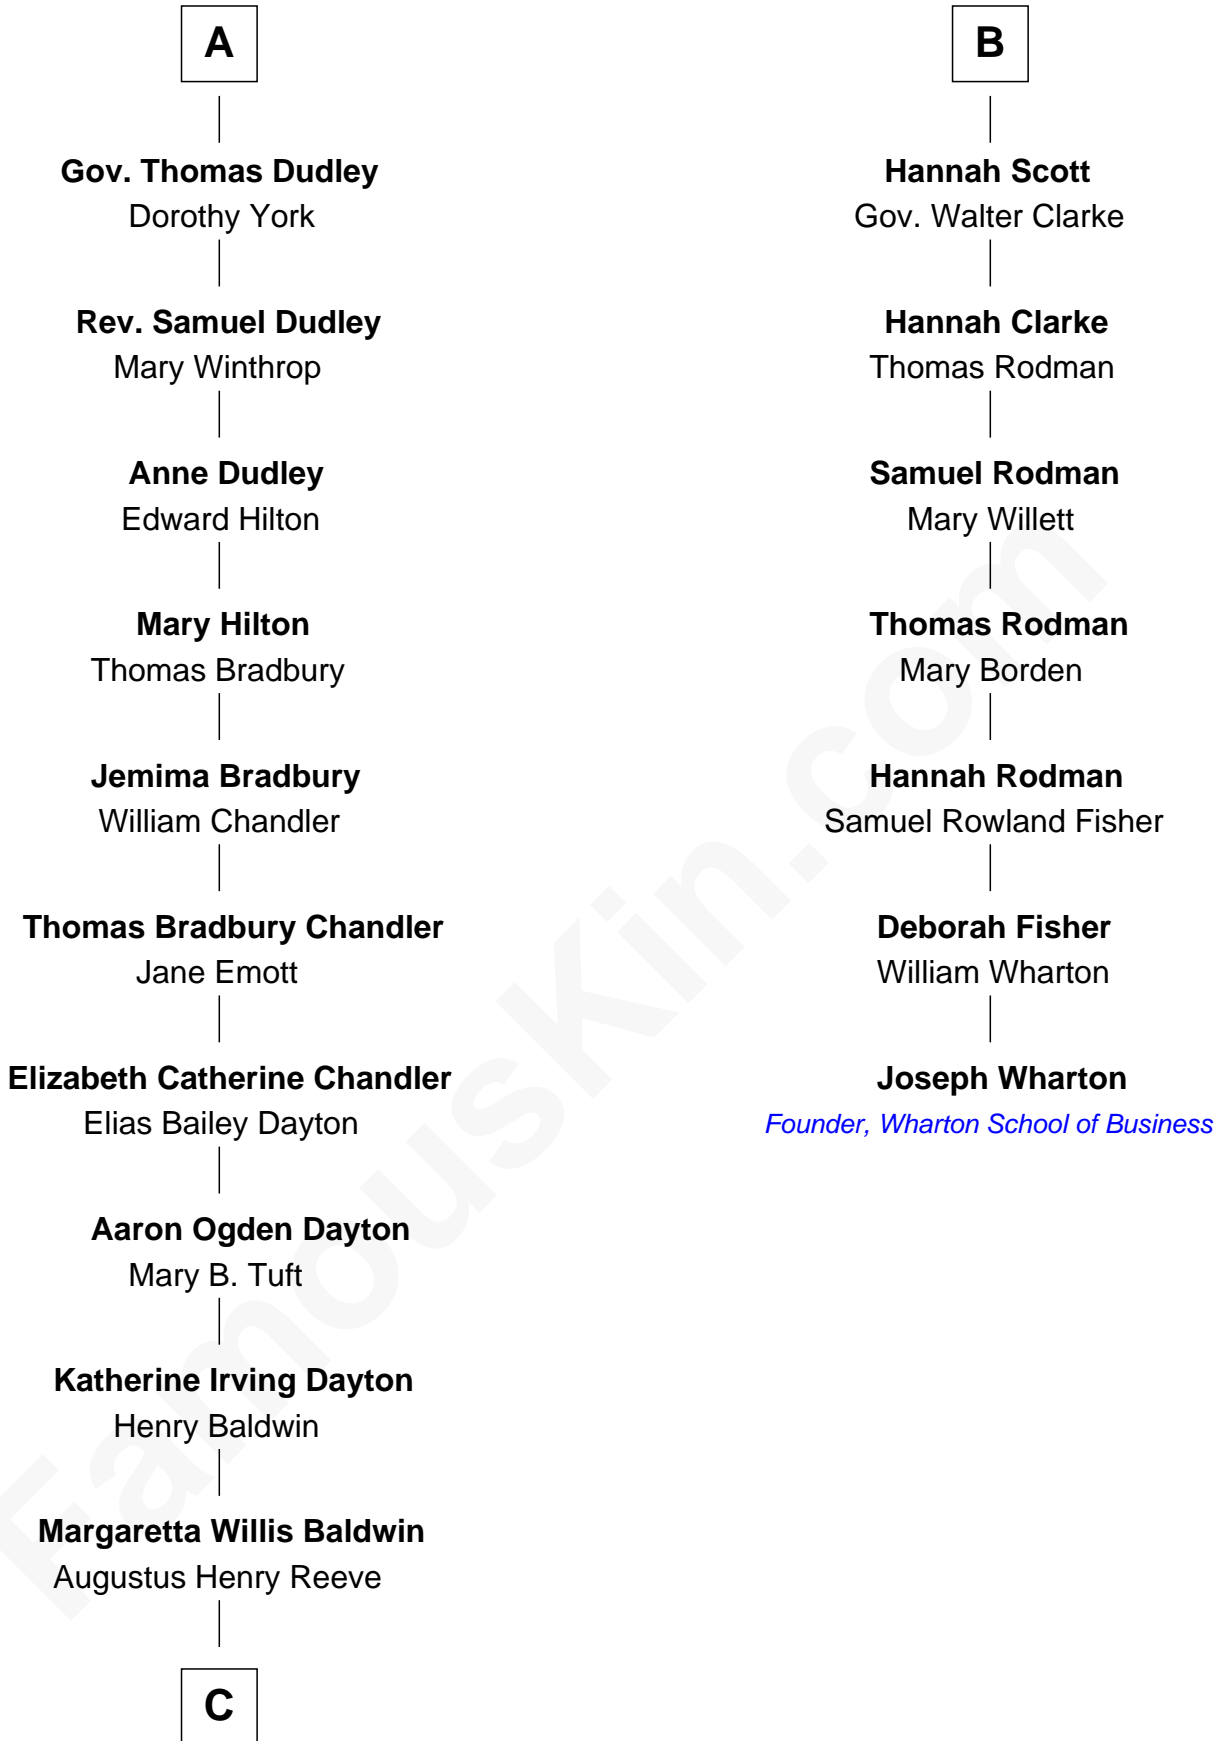 A
Gov. Thomas Dudley
Dorothy York
Rev. Samuel Dudley
Mary Winthrop
Anne Dudley
Edward Hilton
Mary Hilton
Thomas Bradbury
Jemima Bradbury
William Chandler
Thomas Bradbury Chandler
Jane Emott
Elizabeth Catherine Chandler
Elias Bailey Dayton
Aaron Ogden Dayton
Mary B. Tuft
Katherine Irving Dayton
Henry Baldwin
Margaretta Willis Baldwin
Augustus Henry Reeve
C
B
Hannah Scott
Gov. Walter Clarke
Hannah Clarke
Thomas Rodman
Samuel Rodman
Mary Willett
Thomas Rodman
Mary Borden
Hannah Rodman
Samuel Rowland Fisher
Deborah Fisher
William Wharton
Joseph Wharton
Founder, Wharton School of Business
FamousKin.com